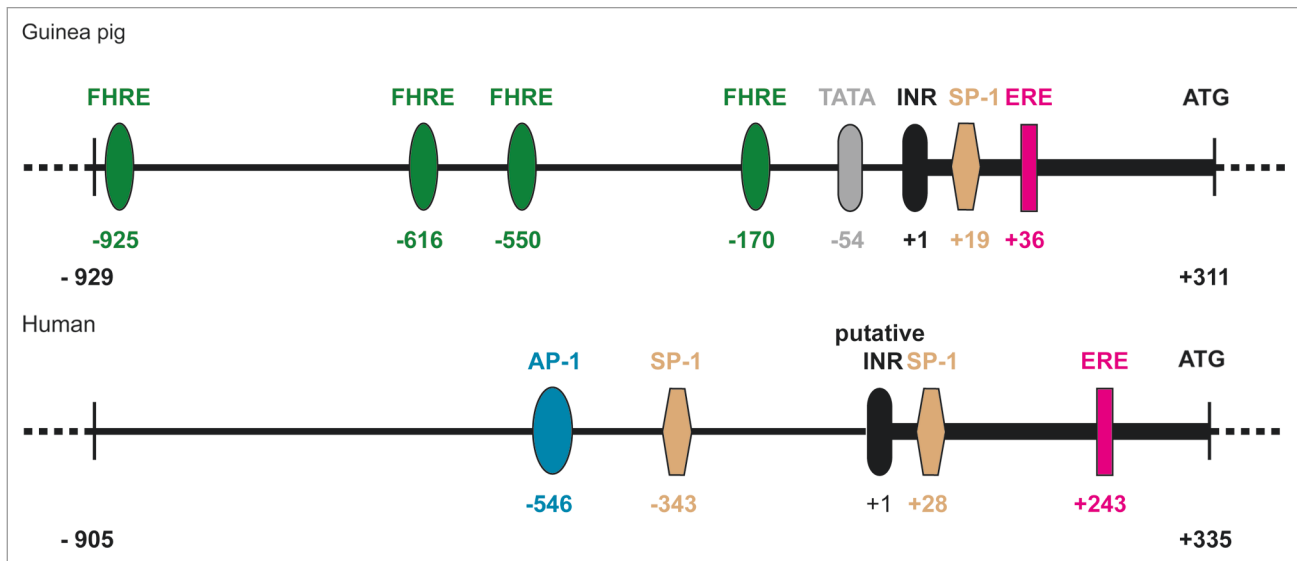 Guinea pig
FHRE FHRE FHRE FHRE TATA INR SP-1 ERE ATG
-925 -616 -550 -170 -54 +1 +19 +36
- 929 +311
Human
putative
AP-1 SP-1 INR SP-1 ERE ATG
-546 -343 +1 +28 +243
- 905 +335